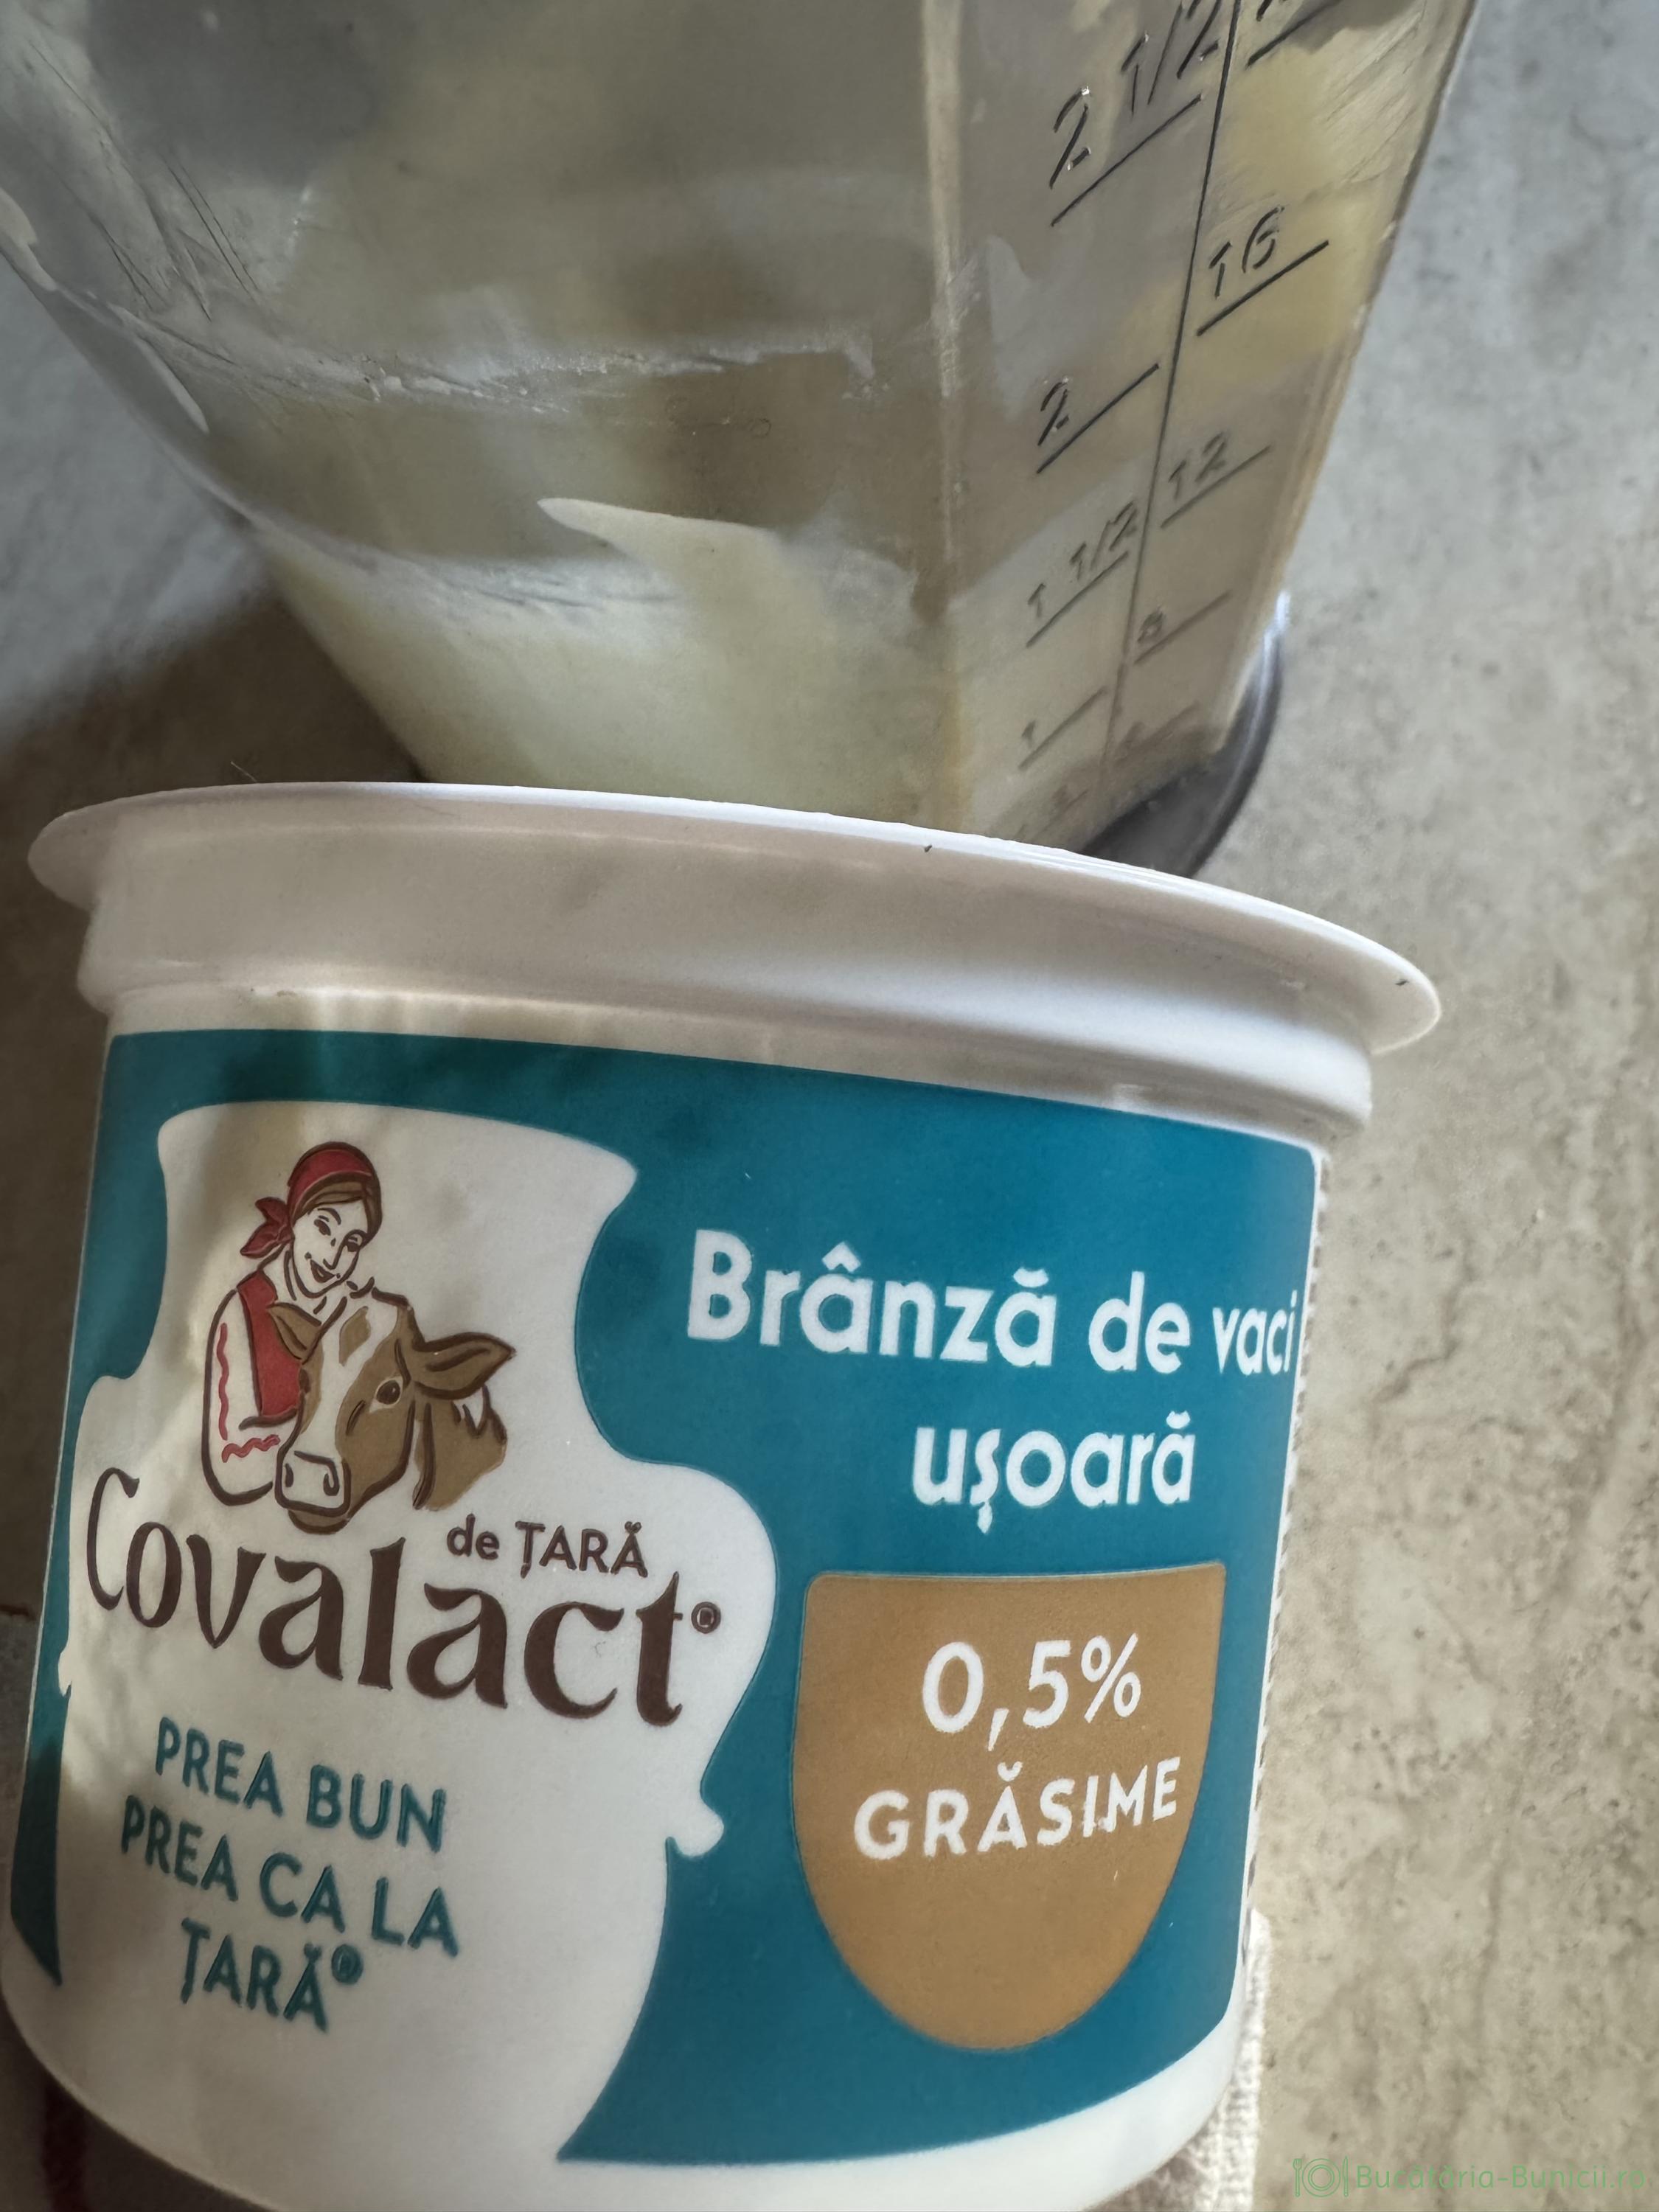 2 1/2
16
2
12
1 1/2
8
1
Brânză de vaci
ușoară
de ȚARĂ
Covalact®
0,5%
GRĂSIME
PREA BUN
PREA CA LA
ȚARĂ®
Bucătăria-Bunicii.ro